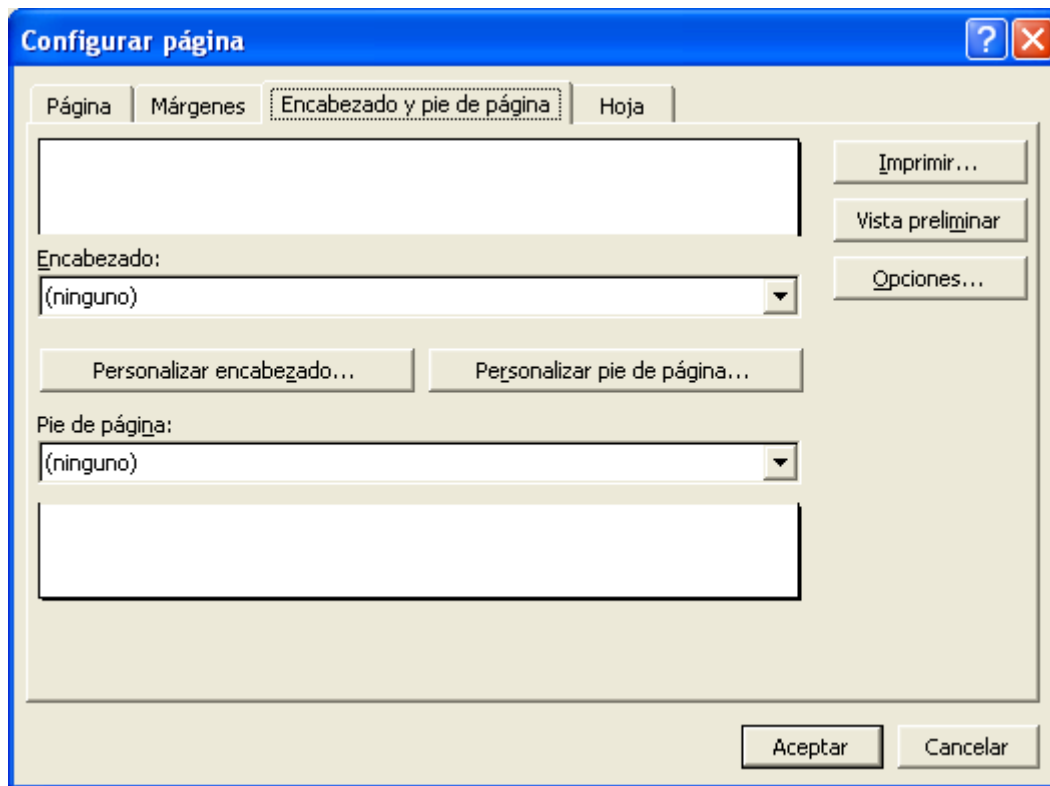 Configurar página
Página Márgenes Encabezado y pie de página Hoja
Imprimir...
Vista preliminar
Encabezado:
Opciones...
(ninguno)
Personalizar encabezado... Personalizar pie de página...
Pie de página:
(ninguno)
Aceptar Cancelar